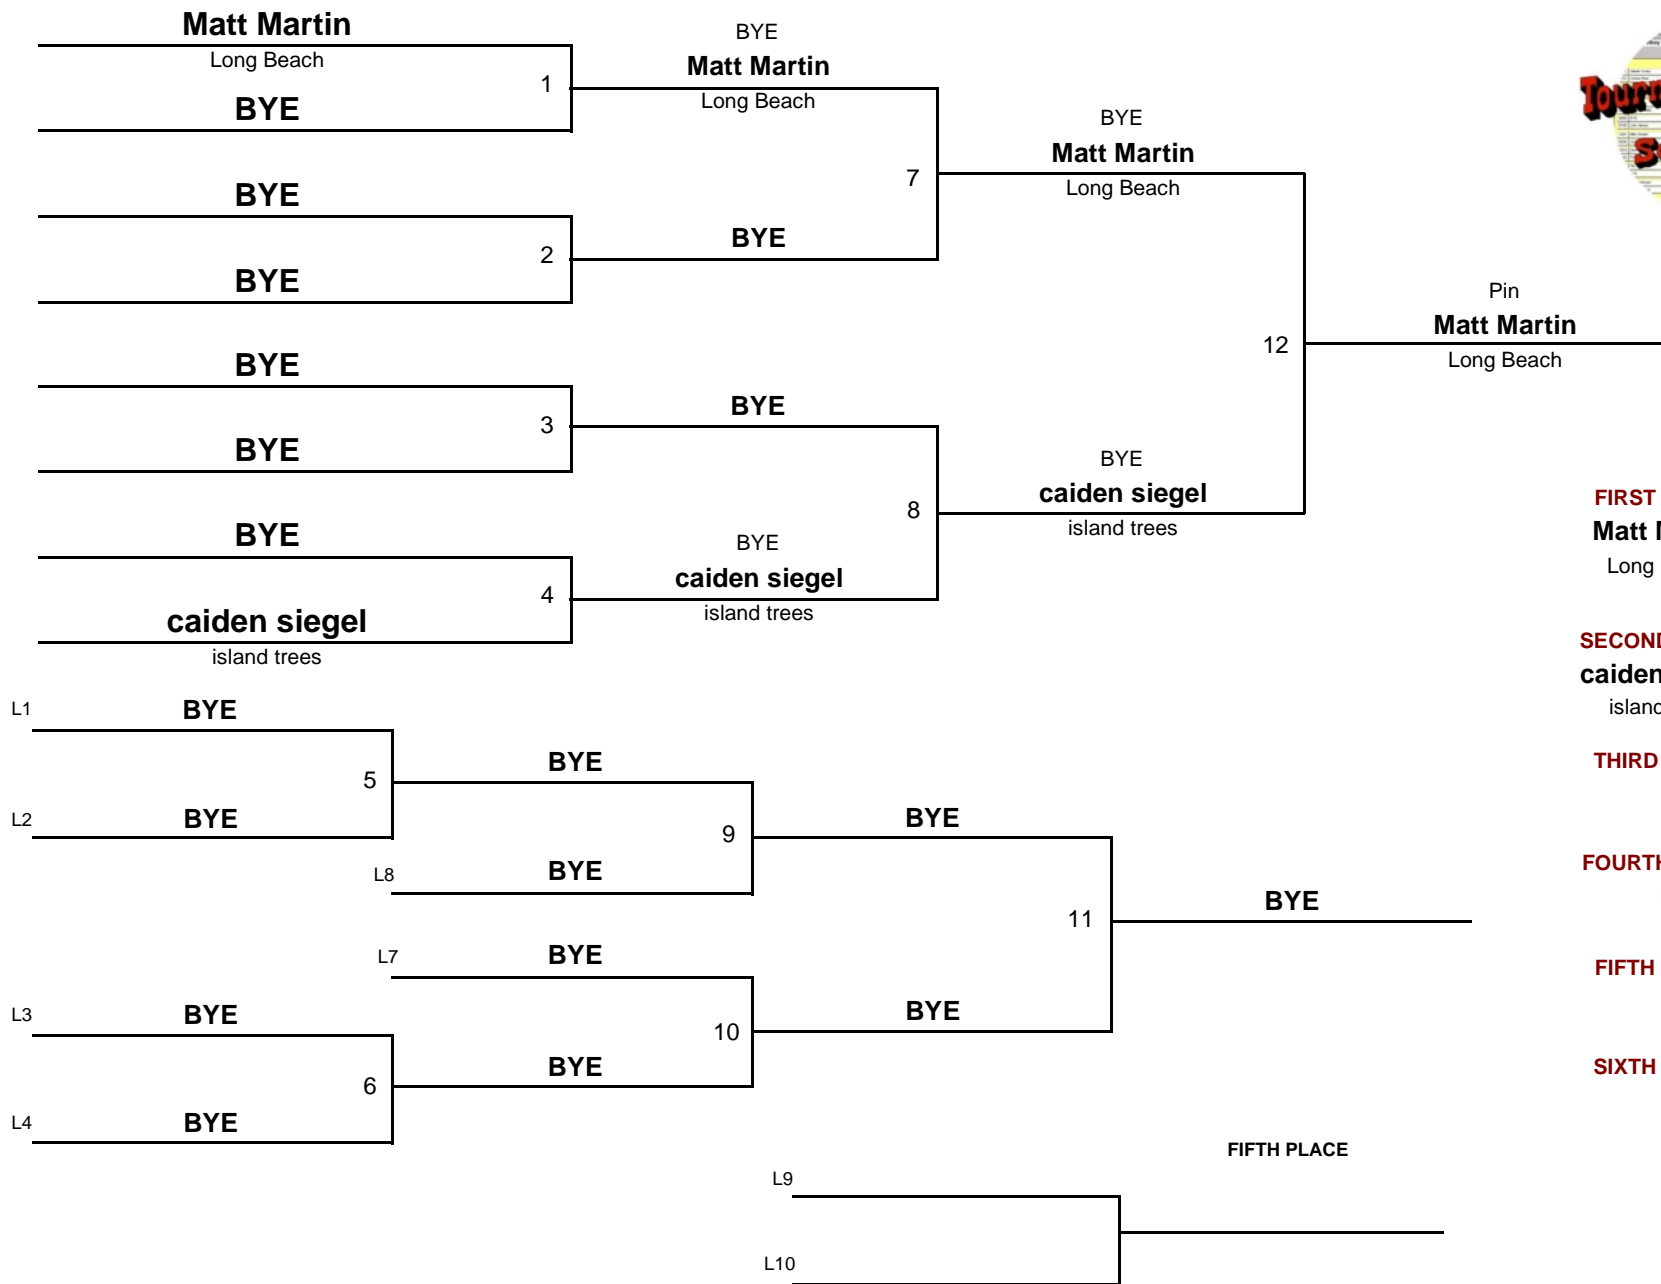 Matt Martin
Long Beach
BYE
1
BYE
Matt Martin
Long Beach
BYE
BYE
2
BYE
7
BYE
Matt Martin
Long Beach
BYE
BYE
3
BYE
BYE
caiden siegel
island trees
4
BYE
caiden siegel
island trees
8
BYE
caiden siegel
island trees
12
Pin
Matt Martin
Long Beach
FIRST
Matt
Long
SECOND
caiden
island
THIRD
FOURTH
FIFTH
SIXTH
L1
BYE
L2
BYE
5
BYE
L8
BYE
9
BYE
L7
BYE
L3
BYE
L4
BYE
6
BYE
10
BYE
11
BYE
FIFTH PLACE
L9
L10